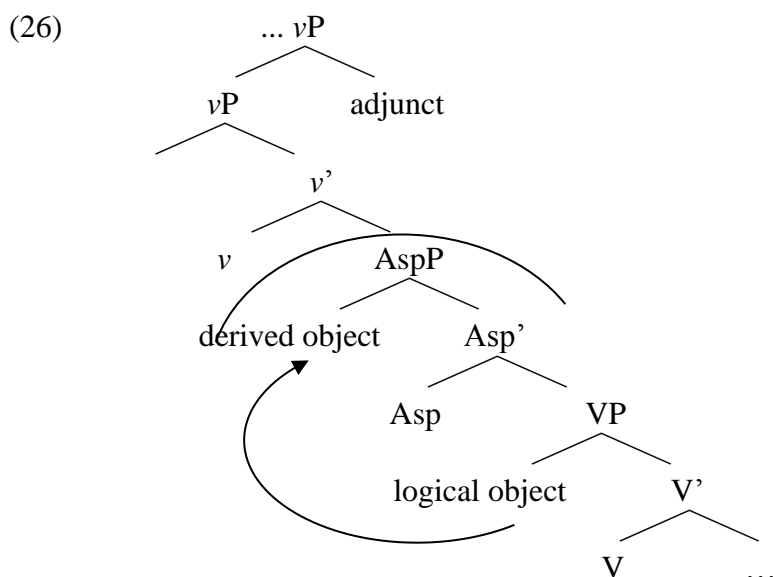 (26) ... vP
vP adjunct
v’
v AspP
derived object Asp’
Asp VP
logical object V’
V ...